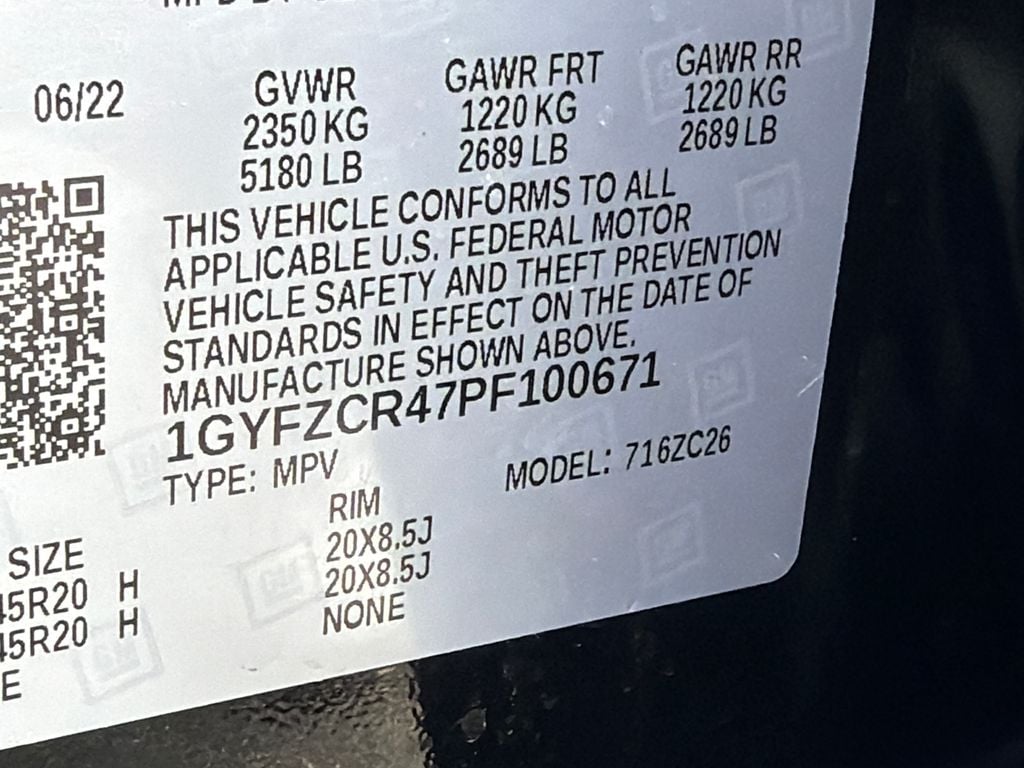 06/22 GVWR GAWR FRT GAWR RR
2350 KG 1220 KG 1220 KG
5180 LB 2689 LB 2689 LB
THIS VEHICLE CONFORMS TO ALL
APPLICABLE U.S. FEDERAL MOTOR
VEHICLE SAFETY AND THEFT PREVENTION
STANDARDS IN EFFECT ON THE DATE OF
MANUFACTURE SHOWN ABOVE.
1GYFZCR47PF100671
TYPE: MPV MODEL: 716ZC26
SIZE RIM
45R20 H 20X8.5J
45R20 H 20X8.5J
E NONE